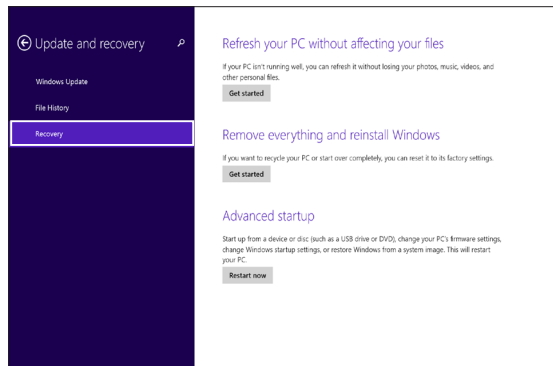 Update and recovery
Windows Update
File History
Recovery
Refresh your PC without affecting your files
If your PC isn't running well, you can refresh it without losing your photos, music, videos, and
other personal files.
Get started
Remove everything and reinstall Windows
If you want to recycle your PC or start over completely, you can reset it to its factory settings.
Get started
Advanced startup
Start up from a device or disc (such as a USB drive or DVD), change your PC's firmware settings,
change Windows startup settings, or restore Windows from a system image. This will restart
your PC.
Restart now